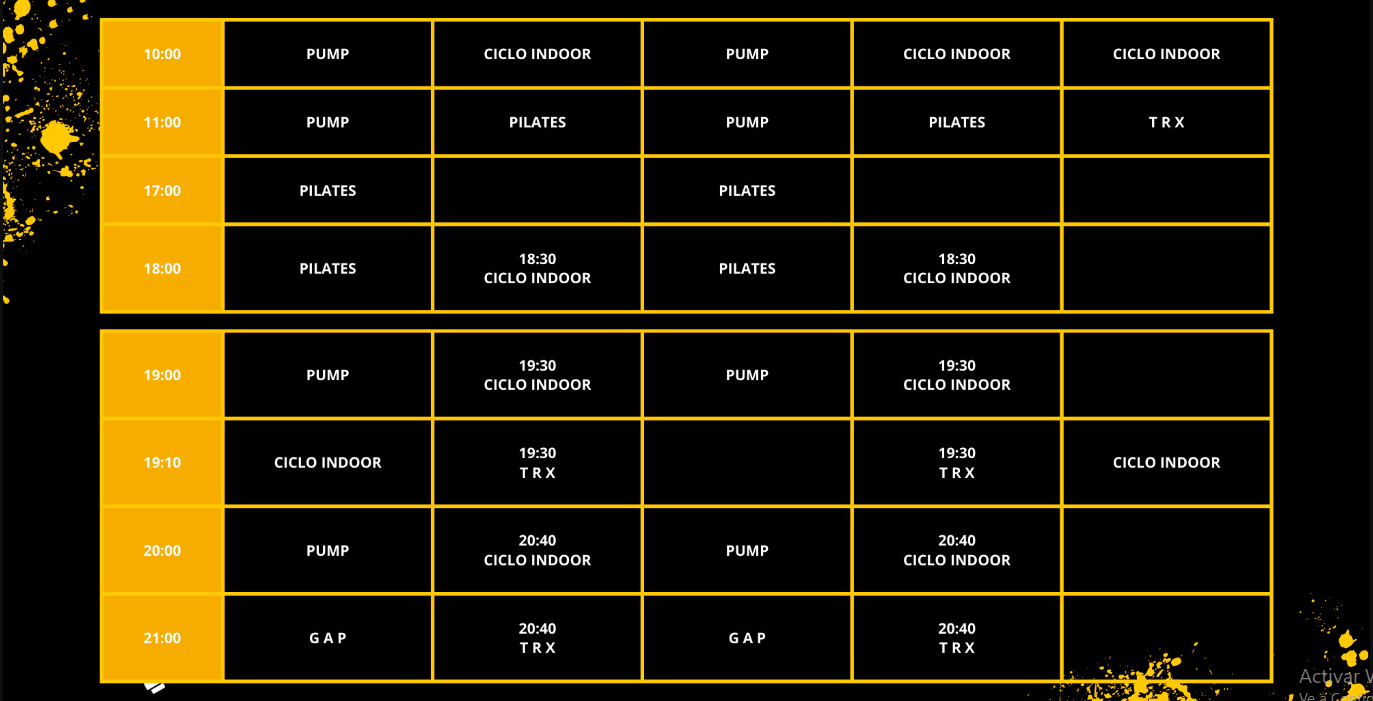 10:00 PUMP CICLO INDOOR PUMP CICLO INDOOR CICLO INDOOR
11:00 PUMP PILATES PUMP PILATES T R X
17:00 PILATES PILATES
18:00 PILATES 18:30 CICLO INDOOR PILATES 18:30 CICLO INDOOR
19:00 PUMP 19:30 CICLO INDOOR PUMP 19:30 CICLO INDOOR
19:10 CICLO INDOOR 19:30 T R X 19:30 T R X CICLO INDOOR
20:00 PUMP 20:40 CICLO INDOOR PUMP 20:40 CICLO INDOOR
21:00 G A P 20:40 T R X G A P 20:40 T R X
Activar
Ve a